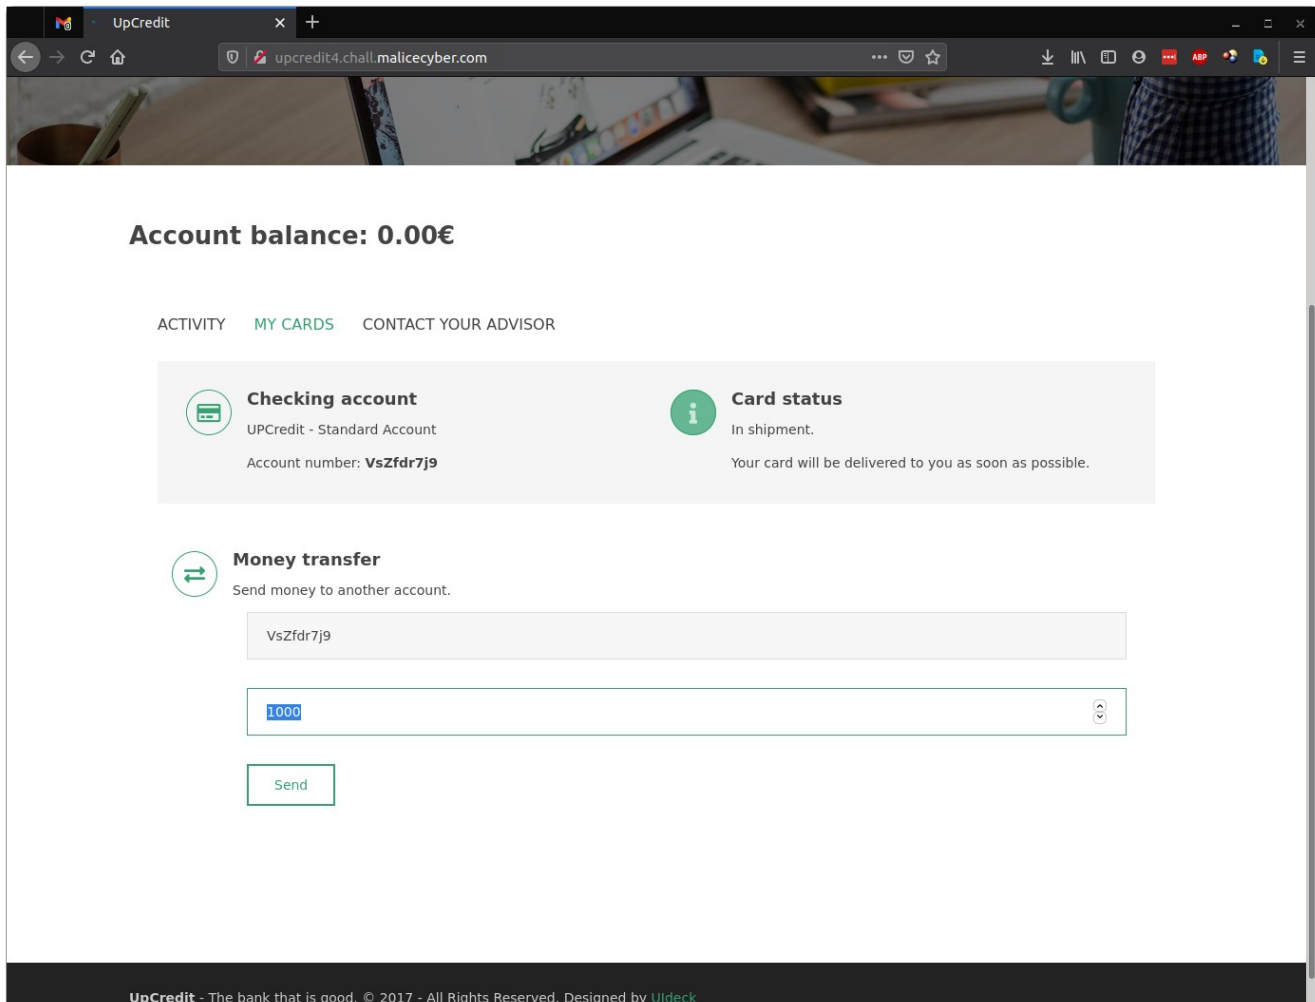 UpCredit
upcredit4.chall.malicecyber.com
ABP
Account balance: 0.00€
ACTIVITY MY CARDS CONTACT YOUR ADVISOR
Checking account
UPCredit - Standard Account
Account number: VsZfdr7j9
Card status
In shipment.
Your card will be delivered to you as soon as possible.
Money transfer
Send money to another account.
VsZfdr7j9
1000
Send
UpCredit - The bank that is good. © 2017 - All Rights Reserved. Designed by UIdeck